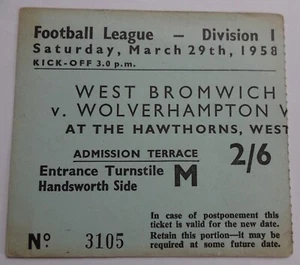 Football League — Division I
Saturday, March 29th, 1958
KICK-OFF 3.0 p.m.
WEST BROMWICH
v. WOLVERHAMPTON W
AT THE HAWTHORNS, WEST
ADMISSION TERRACE 2/6
Entrance Turnstile M
Handsworth Side
In case of postponement this
ticket is valid for the new date.
Retain this portion—it may be
required at some future date.
No 3105